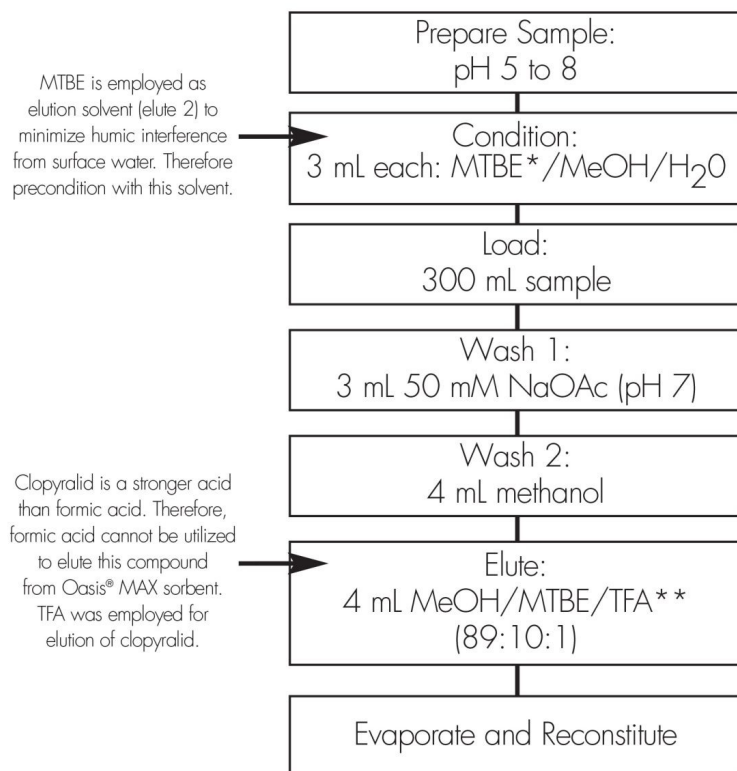 Prepare Sample:
pH 5 to 8
MTBE is employed as
elution solvent (elute 2) to
minimize humic interference
from surface water. Therefore
precondition with this solvent.
Condition:
3 mL each: MTBE*/MeOH/H₂0
Load:
300 mL sample
Wash 1:
3 mL 50 mM NaOAc (pH 7)
Wash 2:
4 mL methanol
Clopyralid is a stronger acid
than formic acid. Therefore,
formic acid cannot be utilized
to elute this compound
from Oasis® MAX sorbent.
TFA was employed for
elution of clopyralid.
Elute:
4 mL MeOH/MTBE/TFA**
(89:10:1)
Evaporate and Reconstitute